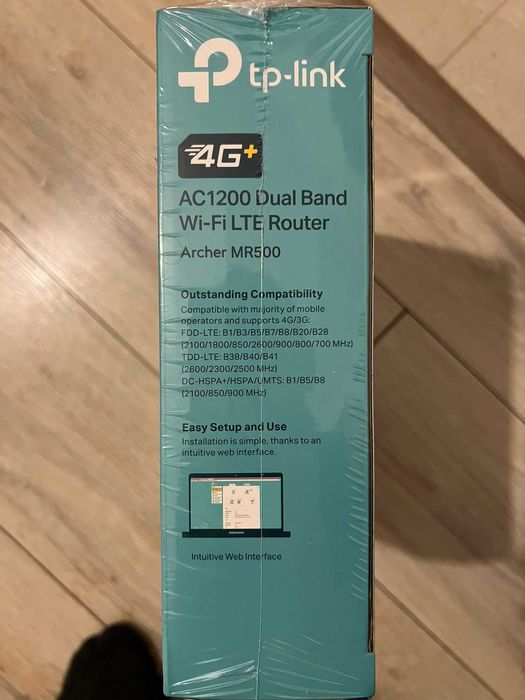 tp-link
4G+
AC1200 Dual Band
Wi-Fi LTE Router
Archer MR500
Outstanding Compatibility
Compatible with majority of mobile
operators and supports 4G/3G:
FDD-LTE: B1/B3/B5/B7/B8/B20/B28
(2100/1800/850/2600/900/800/700 MHz)
TDD-LTE: B38/B40/B41
(2600/2300/2500 MHz)
DC-HSPA+/HSPA/UMTS: B1/B5/B8
(2100/850/900 MHz)
Easy Setup and Use
Installation is simple, thanks to an
intuitive web interface.
Intuitive Web Interface